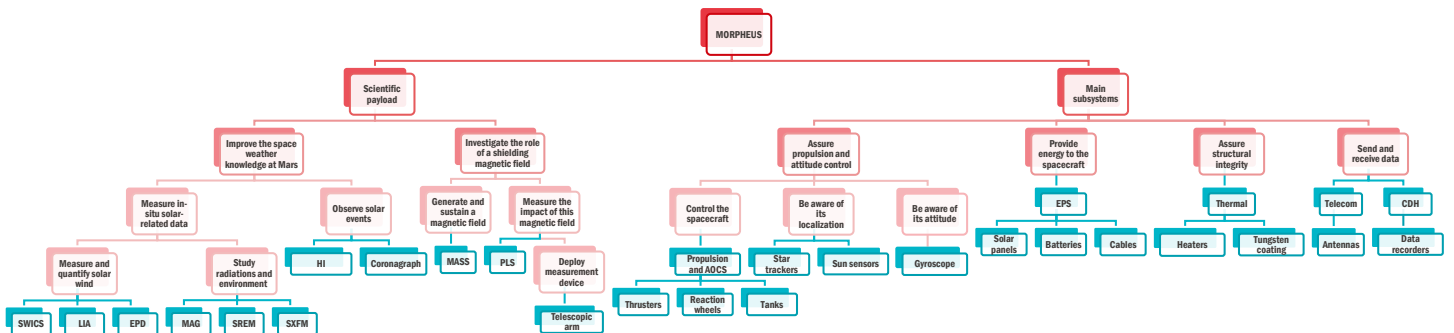 MORPHEUS
Scientific
payload
Main
subsystems
Improve the space
weather
knowledge at Mars
Investigate the role
of a shielding
magnetic field
Assure
propulsion and
attitude control
Provide
energy to the
spacecraft
Assure
structural
integrity
Send and
receive data
Measure in-
situ solar-
related data
Observe solar
events
Generate and
sustain a
magnetic field
Measure the
impact of this
magnetic field
Control the
spacecraft
Be aware of
its
localization
Be aware of
its attitude
EPS
Thermal
Telecom
CDH
Measure and
quantify solar
wind
Study
radiations and
environment
HI
Coronagraph
MASS
PLS
Deploy
measurement
device
Propulsion
and AOCS
Star
trackers
Sun sensors
Gyroscope
Solar
panels
Batteries
Cables
Heaters
Tungsten
coating
Antennas
Data
recorders
SWICS
LIA
EPD
MAG
SREM
SXFM
Telescopic
arm
Thrusters
Reaction
wheels
Tanks